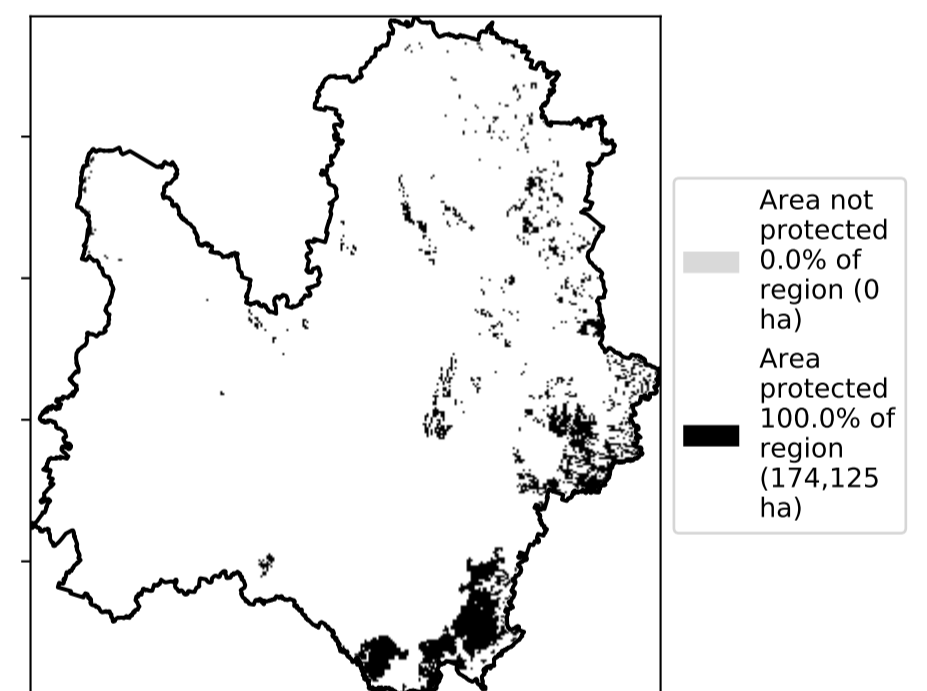 Area not
protected
0.0% of
region (0
ha)
Area
protected
100.0% of
region
(174,125
ha)